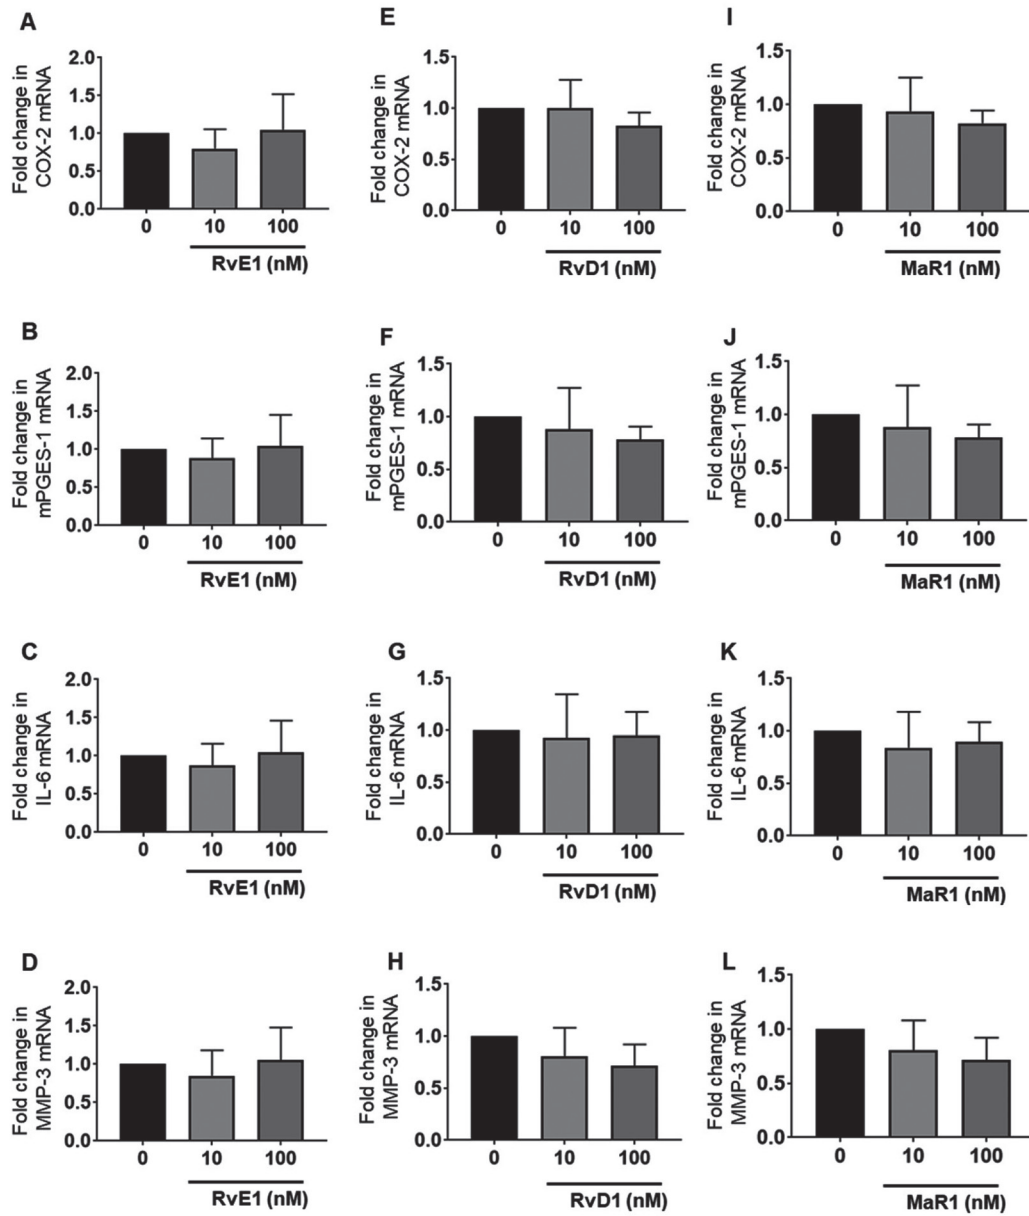 A
Fold change in
COX-2 mRNA
2.0
1.5
1.0
0.5
0.0
0 10 100
RvE1 (nM)
E
Fold change in
COX-2 mRNA
1.5
1.0
0.5
0.0
0 10 100
RvD1 (nM)
I
Fold change in
COX-2 mRNA
1.5
1.0
0.5
0.0
0 10 100
MaR1 (nM)
B
Fold change in
mPGES-1 mRNA
2.0
1.5
1.0
0.5
0.0
0 10 100
RvE1 (nM)
F
Fold change in
mPGES-1 mRNA
1.5
1.0
0.5
0.0
0 10 100
RvD1 (nM)
J
Fold change in
mPGES-1 mRNA
1.5
1.0
0.5
0.0
0 10 100
MaR1 (nM)
C
Fold change in
IL-6 mRNA
2.0
1.5
1.0
0.5
0.0
0 10 100
RvE1 (nM)
G
Fold change in
IL-6 mRNA
1.5
1.0
0.5
0.0
0 10 100
RvD1 (nM)
K
Fold change in
IL-6 mRNA
1.5
1.0
0.5
0.0
0 10 100
MaR1 (nM)
D
Fold change in
MMP-3 mRNA
2.0
1.5
1.0
0.5
0.0
0 10 100
RvE1 (nM)
H
Fold change in
MMP-3 mRNA
1.5
1.0
0.5
0.0
0 10 100
RvD1 (nM)
L
Fold change in
MMP-3 mRNA
1.5
1.0
0.5
0.0
0 10 100
MaR1 (nM)